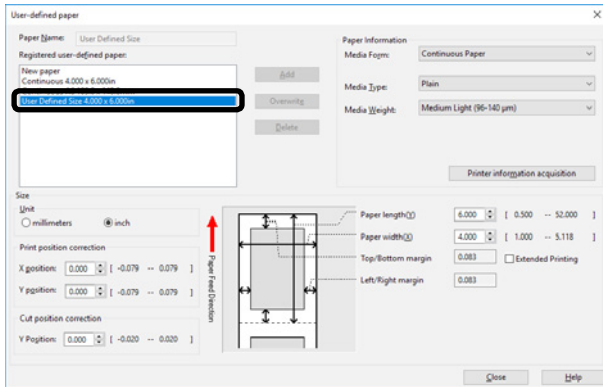 User-defined paper
Paper Name: User Defined Size
Registered user-defined paper:
New paper
Continuous 4.000 x 6.000in
User Defined Size 4.000 x 6.000in
Add
Overwrite
Delete
Paper Information
Media Form: Continuous Paper
Media Type: Plain
Media Weight: Medium Light (96-140 μm)
Printer information acquisition
Size
Unit
millimeters inch
Print position correction
X position: 0.000 [ -0.079 -- 0.079 ]
Y position: 0.000 [ -0.079 -- 0.079 ]
Cut position correction
Y Position: 0.000 [ -0.020 -- 0.020 ]
Paper Feed Direction
Paper length(Y) 6.000 [ 0.500 -- 52.000 ]
Paper width(X) 4.000 [ 1.000 -- 5.118 ]
Top/Bottom margin 0.083 Extended Printing
Left/Right margin 0.083
Close Help